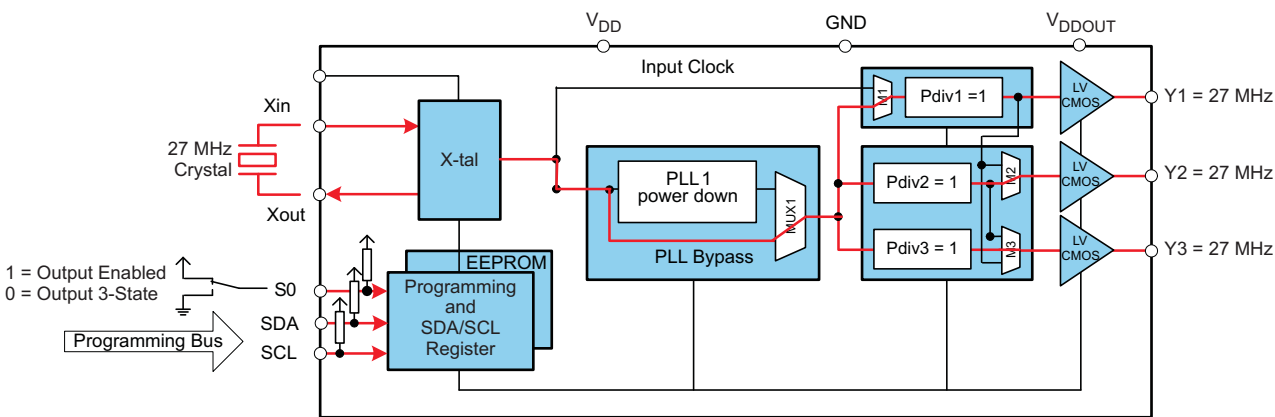 VDD
GND
VDDOUT
Input Clock
Xin
27 MHz
Crystal
Xout
X-tal
PLL1
power down
MUX1
PLL Bypass
M1
Pdiv1 =1
Pdiv2 = 1
M2
Pdiv3 = 1
M3
LV
CMOS
Y1 = 27 MHz
LV
CMOS
Y2 = 27 MHz
LV
CMOS
Y3 = 27 MHz
1 = Output Enabled
0 = Output 3-State
S0
SDA
SCL
Programming Bus
EEPROM
Programming
and
SDA/SCL
Register